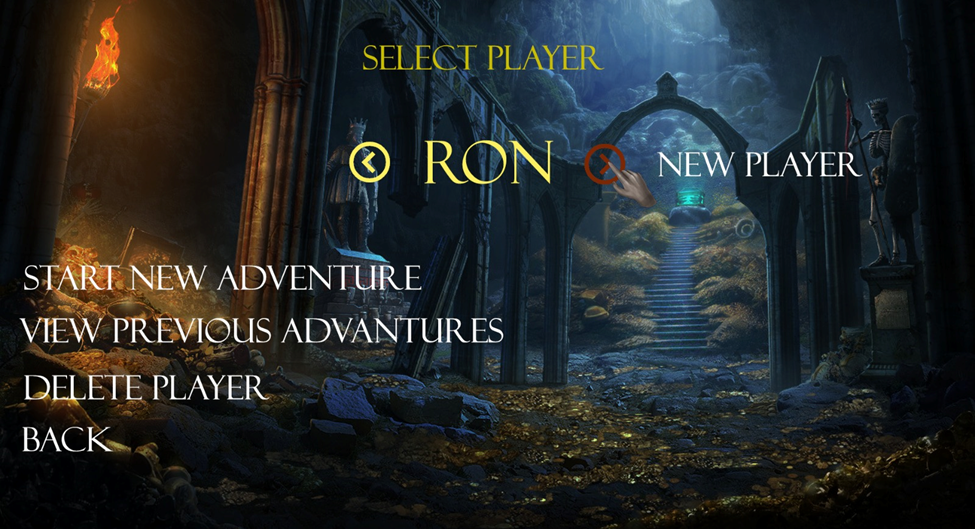 SELECT PLAYER
RON
NEW PLAYER
START NEW ADVENTURE
VIEW PREVIOUS ADVANTURES
DELETE PLAYER
BACK